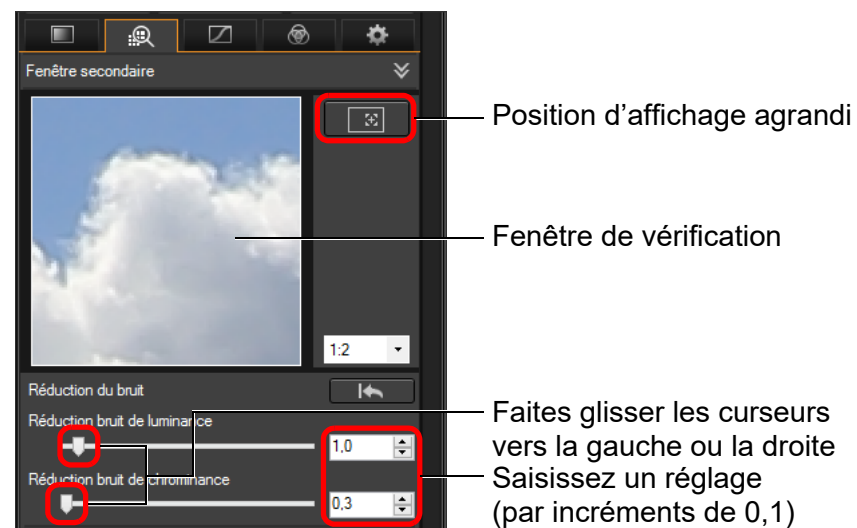 Fenêtre secondaire
Position d’affichage agrandi
Fenêtre de vérification
1:2
Réduction du bruit
Réduction bruit de luminance
1,0
Réduction bruit de chrominance
0,3
Faites glisser les curseurs
vers la gauche ou la droite
Saisissez un réglage
(par incréments de 0,1)